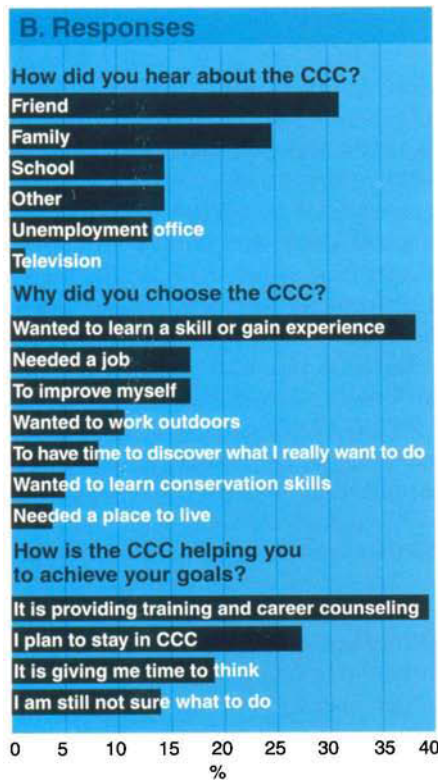 B. Responses
How did you hear about the CCC?
Friend
Family
School
Other
Unemployment office
Television
Why did you choose the CCC?
Wanted to learn a skill or gain experience
Needed a job
To improve myself
Wanted to work outdoors
To have time to discover what I really want to do
Wanted to learn conservation skills
Needed a place to live
How is the CCC helping you
to achieve your goals?
It is providing training and career counseling
I plan to stay in CCC
It is giving me time to think
I am still not sure what to do
0 5 10 15 20 25 30 35 40
%